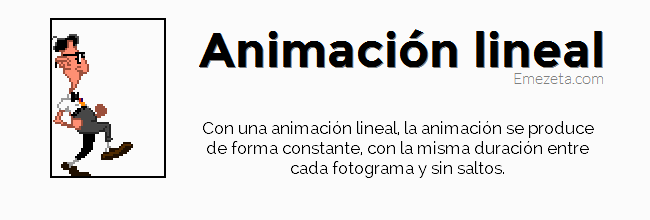 Animación lineal
Emezeta.com
Con una animación lineal, la animación se produce
de forma constante, con la misma duración entre
cada fotograma y sin saltos.